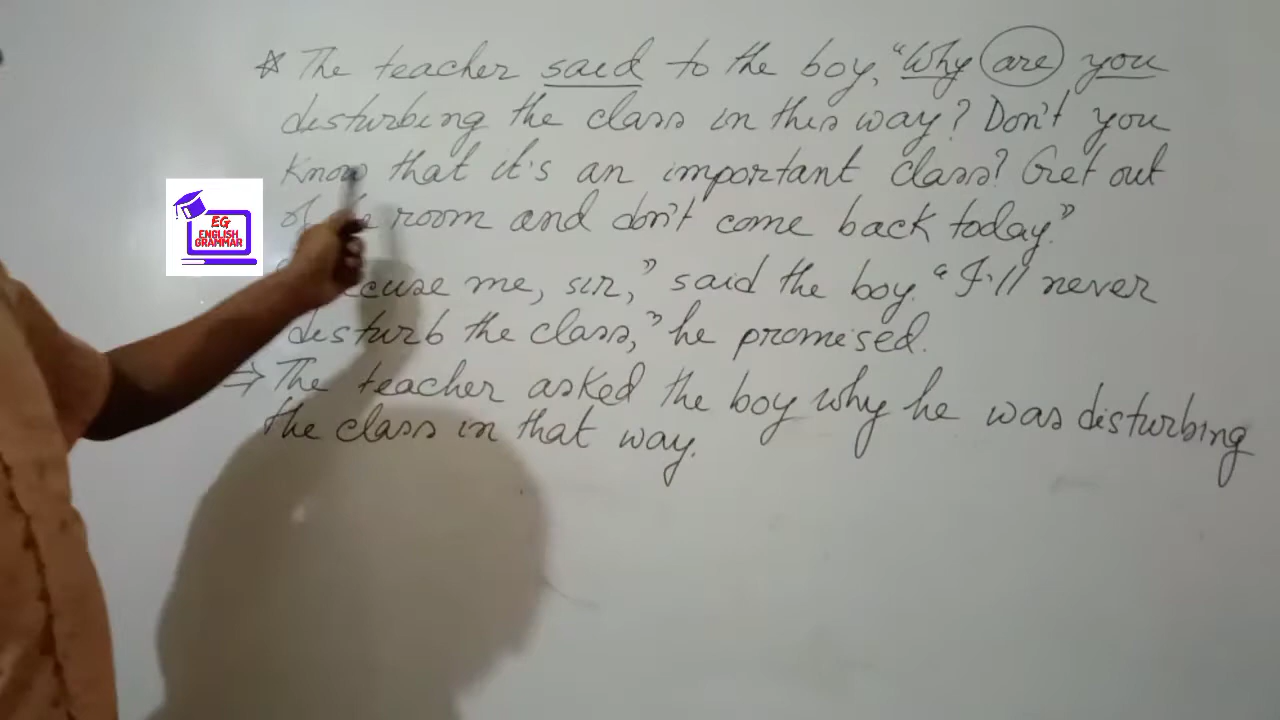 * The teacher said to the boy, "Why are you
disturbing the class in this way? Don't you
know that it's an important class? Get out
of room and don't come back today."
me, sir," said the boy. "I'll never
disturb the class," he promised.
⇒ The teacher asked the boy why he was disturbing
the class in that way.
EG
ENGLISH
GRAMMAR